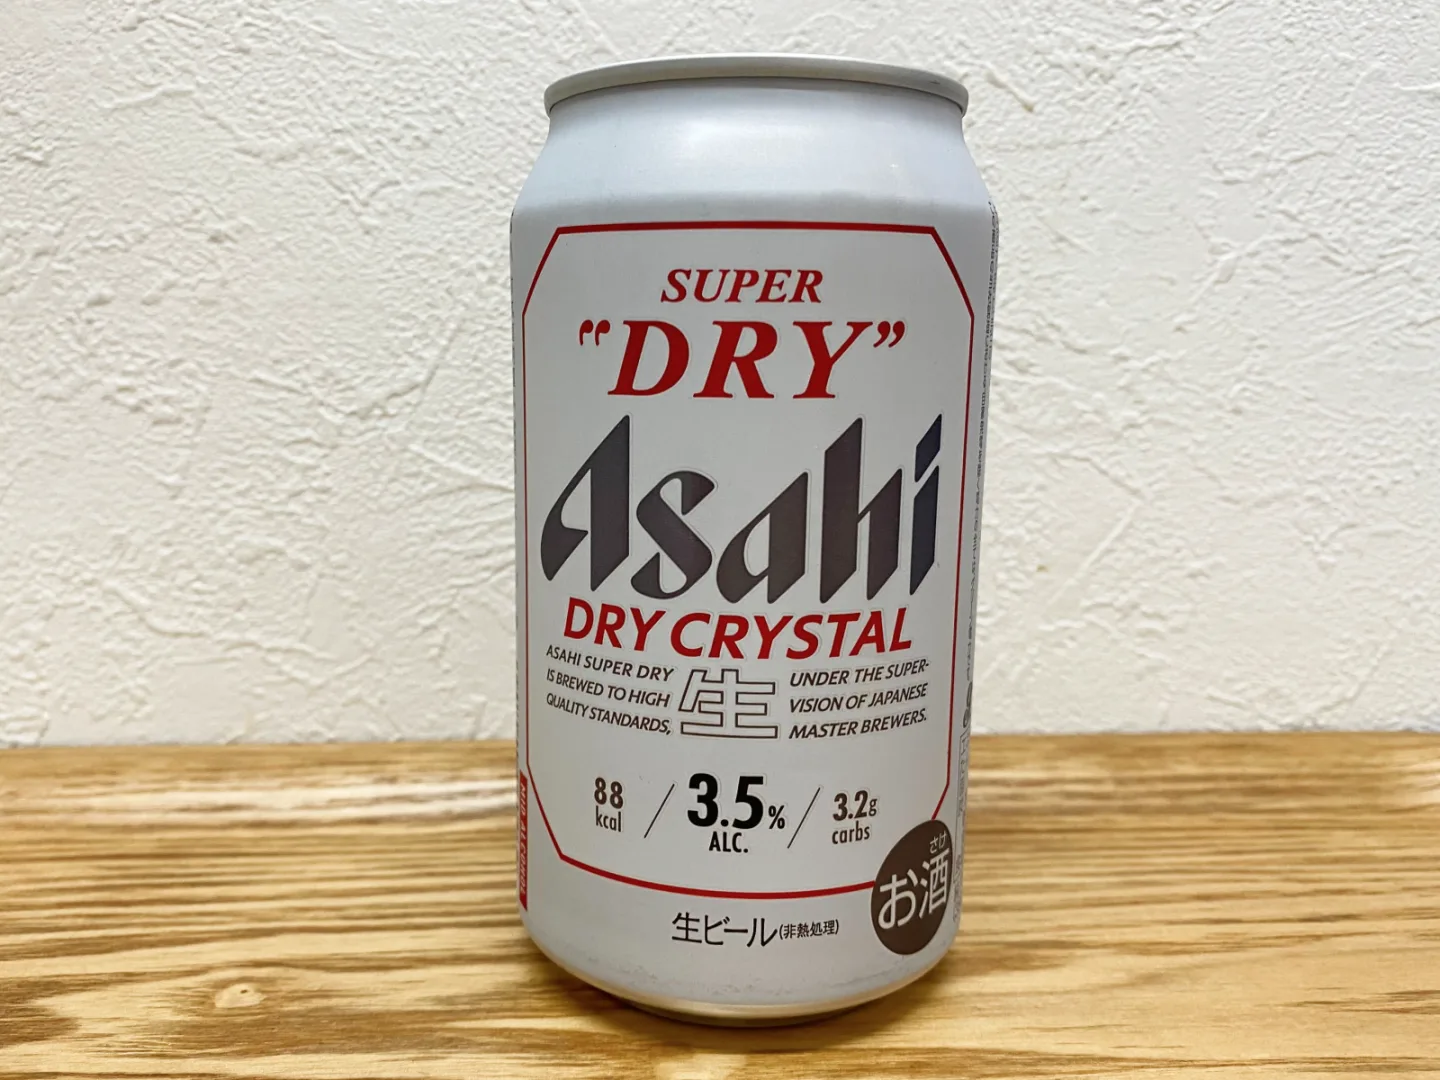 SUPER
“DRY”
Asahi
DRY CRYSTAL
ASAHI SUPER DRY
IS BREWED TO HIGH
QUALITY STANDARDS,
生
UNDER THE SUPER-
VISION OF JAPANESE
MASTER BREWERS.
88
kcal
3.5%
ALC.
3.2g
carbs
さけ
お酒
生ビール(非熱処理)
MID ALCOHOL